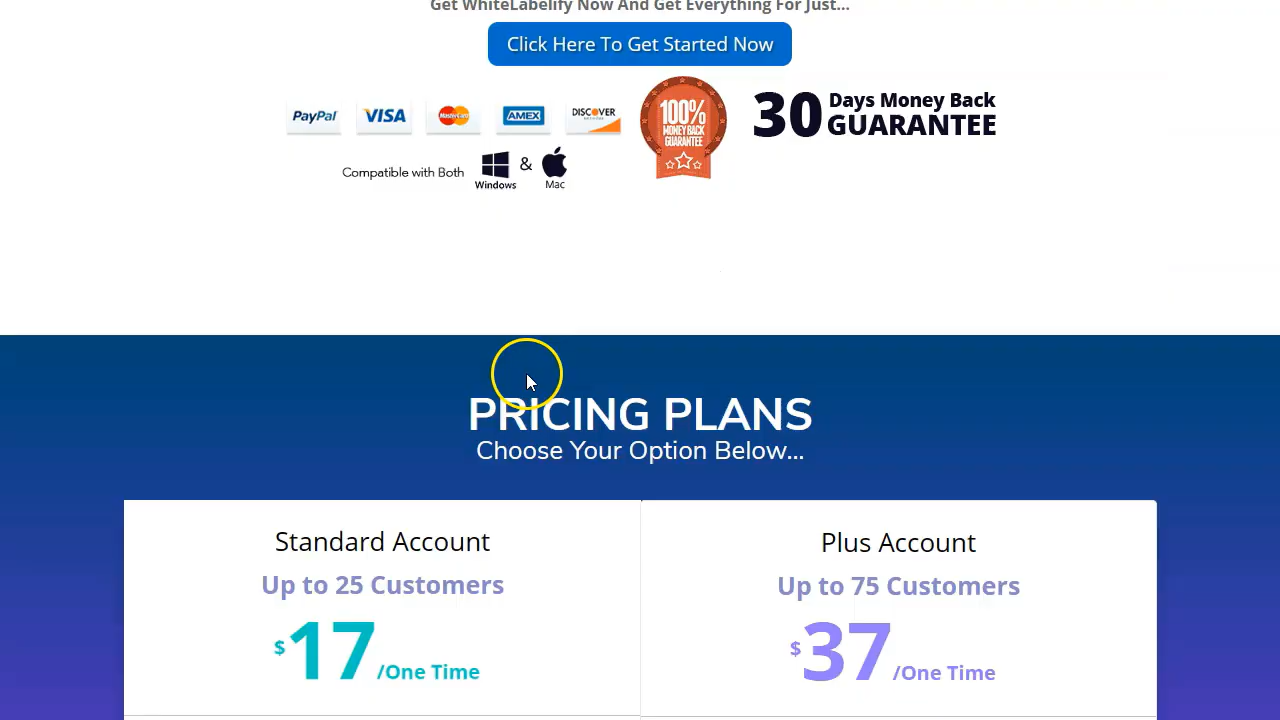 Get WhiteLabelify Now And Get Everything For Just...
Click Here To Get Started Now
PayPal VISA MasterCard AMEX DISCOVER
100%
MONEY BACK
GUARANTEE
30 Days Money Back
GUARANTEE
Compatible with Both Windows & Mac
PRICING PLANS
Choose Your Option Below...
Standard Account
Up to 25 Customers
$17/One Time
Plus Account
Up to 75 Customers
$37/One Time